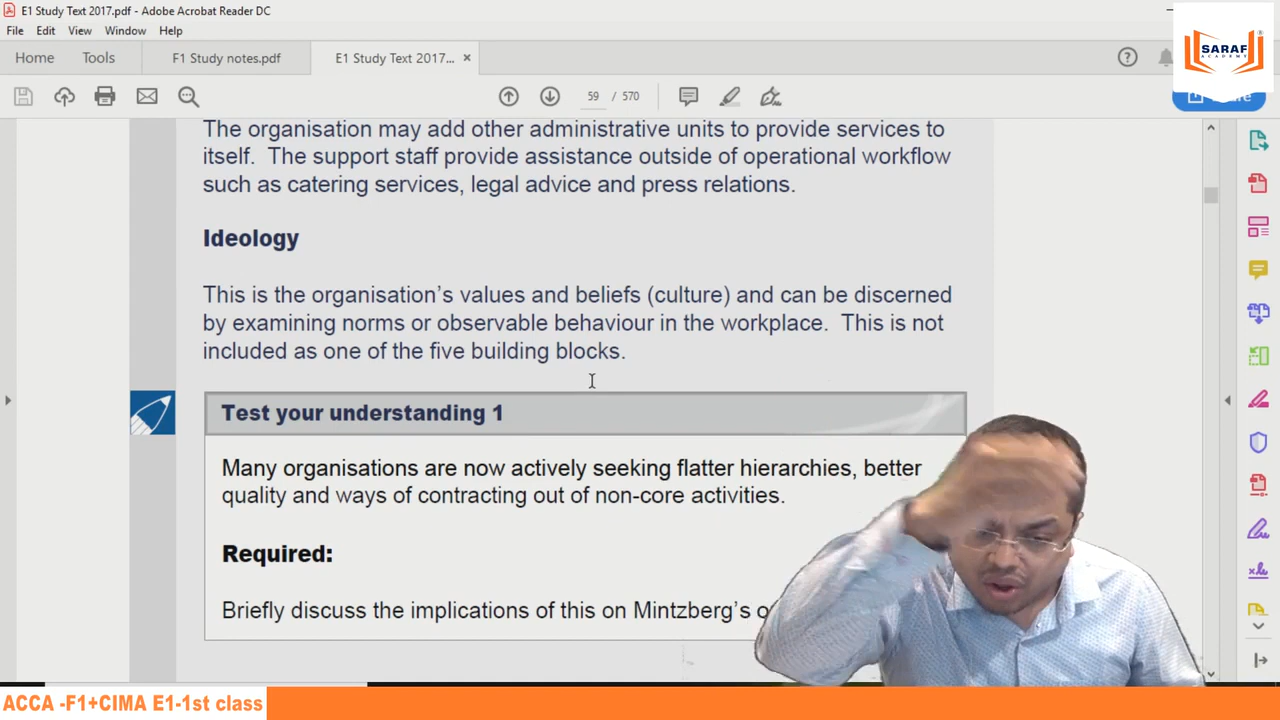 E1 Study Text 2017.pdf - Adobe Acrobat Reader DC
File Edit View Window Help
Home Tools F1 Study notes.pdf E1 Study Text 2017... ×
59 / 570
SARAF
ACADEMY
The organisation may add other administrative units to provide services to
itself. The support staff provide assistance outside of operational workflow
such as catering services, legal advice and press relations.
Ideology
This is the organisation's values and beliefs (culture) and can be discerned
by examining norms or observable behaviour in the workplace. This is not
included as one of the five building blocks.
Test your understanding 1
Many organisations are now actively seeking flatter hierarchies, better
quality and ways of contracting out of non-core activities.
Required:
Briefly discuss the implications of this on Mintzberg's
ACCA -F1+CIMA E1-1st class